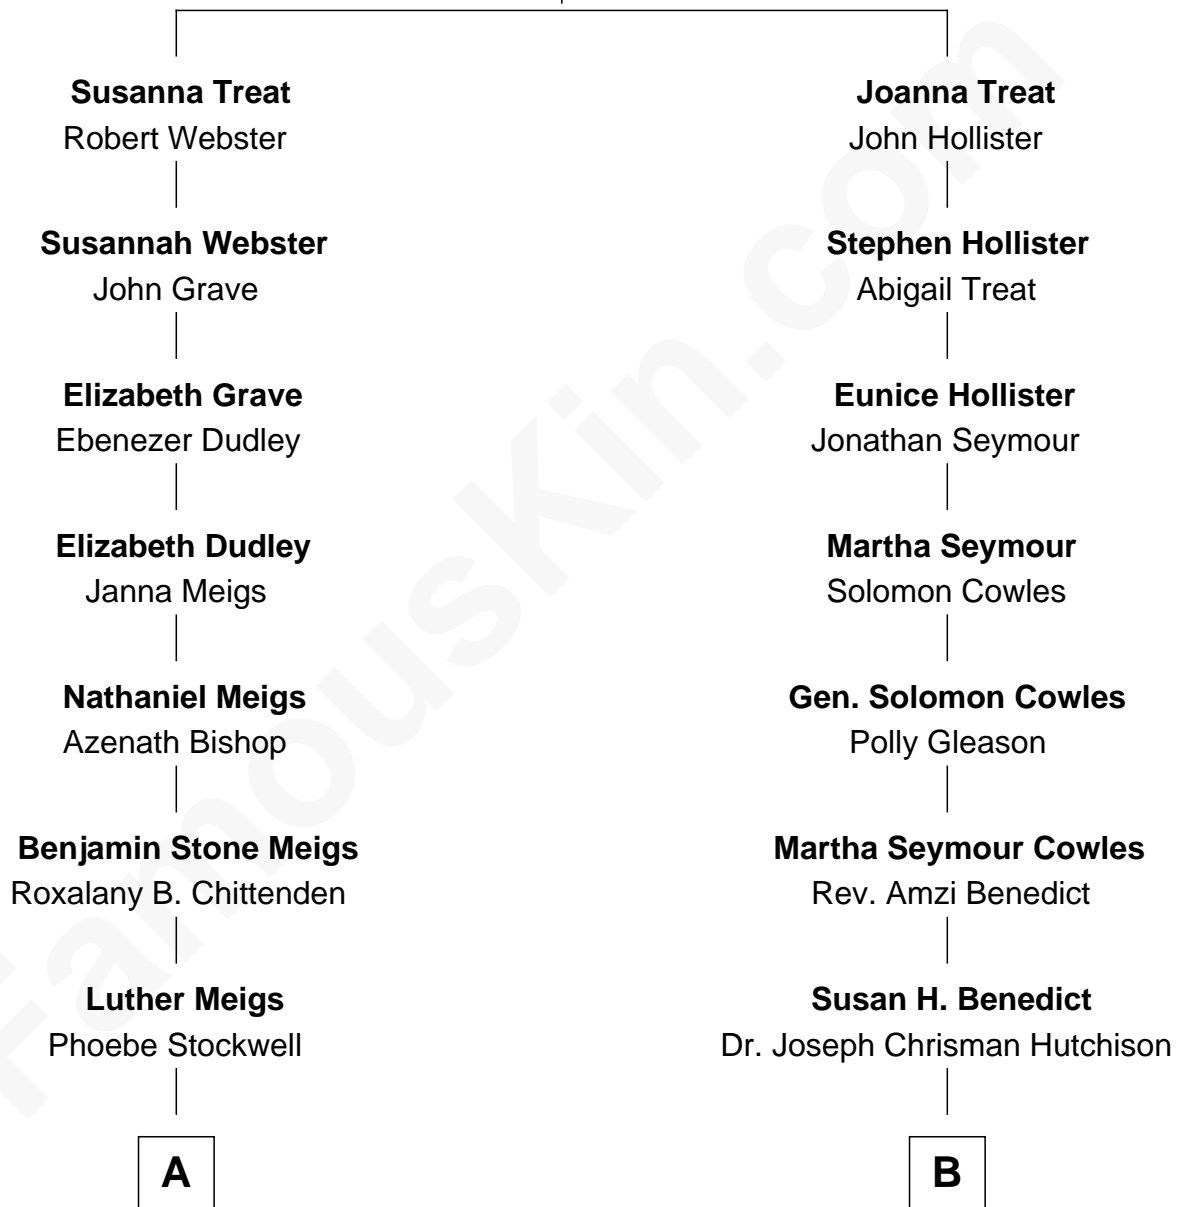 Susanna Treat
Robert Webster
Joanna Treat
John Hollister
Susannah Webster
John Grave
Stephen Hollister
Abigail Treat
Elizabeth Grave
Ebenezer Dudley
Eunice Hollister
Jonathan Seymour
Elizabeth Dudley
Janna Meigs
Martha Seymour
Solomon Cowles
Nathaniel Meigs
Azenath Bishop
Gen. Solomon Cowles
Polly Gleason
Benjamin Stone Meigs
Roxalany B. Chittenden
Martha Seymour Cowles
Rev. Amzi Benedict
Luther Meigs
Phoebe Stockwell
Susan H. Benedict
Dr. Joseph Chrisman Hutchison
A
B
FamousKin.com